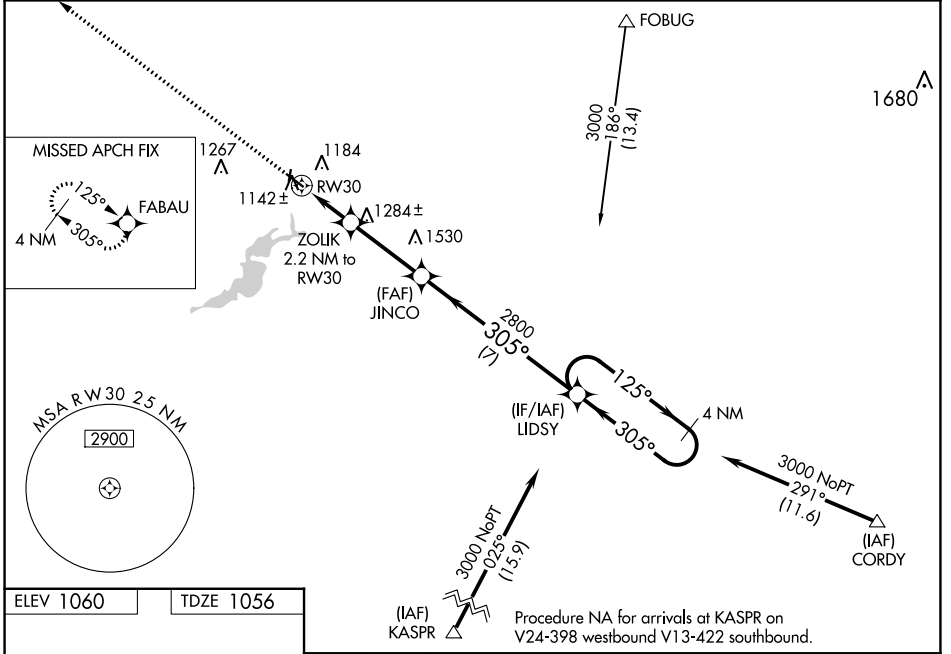 FOBUG
3000
186°
(13.4)
1680
MISSED APCH FIX
125°
FABAU
4 NM
305°
1267
1184
1142±
RW30
1284±
ZOLIK
2.2 NM to
RW30
1530
(FAF)
JINCO
2800
305°
(7)
125°
4 NM
305°
(IF/IAF)
LIDSY
MSA RW30 25 NM
2900
3000 NoPT
291°
(11.6)
(IAF)
CORDY
3000 NoPT
025°
(15.9)
(IAF)
KASPR
Procedure NA for arrivals at KASPR on
V24-398 westbound V13-422 southbound.
ELEV 1060
TDZE 1056